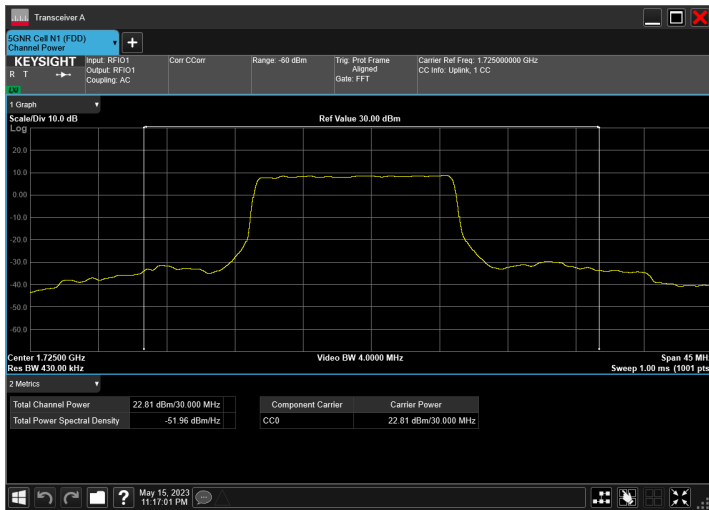 Transceiver A
5GNR Cell N1 (FDD)
Channel Power
KEYSIGHT
R T
LXI
Input: RFIO1
Output: RFIO1
Coupling: AC
Corr CCorr
Range: -60 dBm
Trig: Prot Frame
Aligned
Gate: FFT
Carrier Ref Freq: 1.725000000 GHz
CC Info: Uplink, 1 CC
1 Graph
Scale/Div 10.0 dB
Ref Value 30.00 dBm
Log
20.0
10.0
0.00
-10.0
-20.0
-30.0
-40.0
-50.0
-60.0
Center 1.72500 GHz
Video BW 4.0000 MHz
Span 45 MHz
Res BW 430.00 kHz
Sweep 1.00 ms (1001 pts
2 Metrics
Total Channel Power 22.81 dBm/30.000 MHz
Total Power Spectral Density -51.96 dBm/Hz
Component Carrier Carrier Power
CC0 22.81 dBm/30.000 MHz
?
May 15, 2023
11:17:01 PM